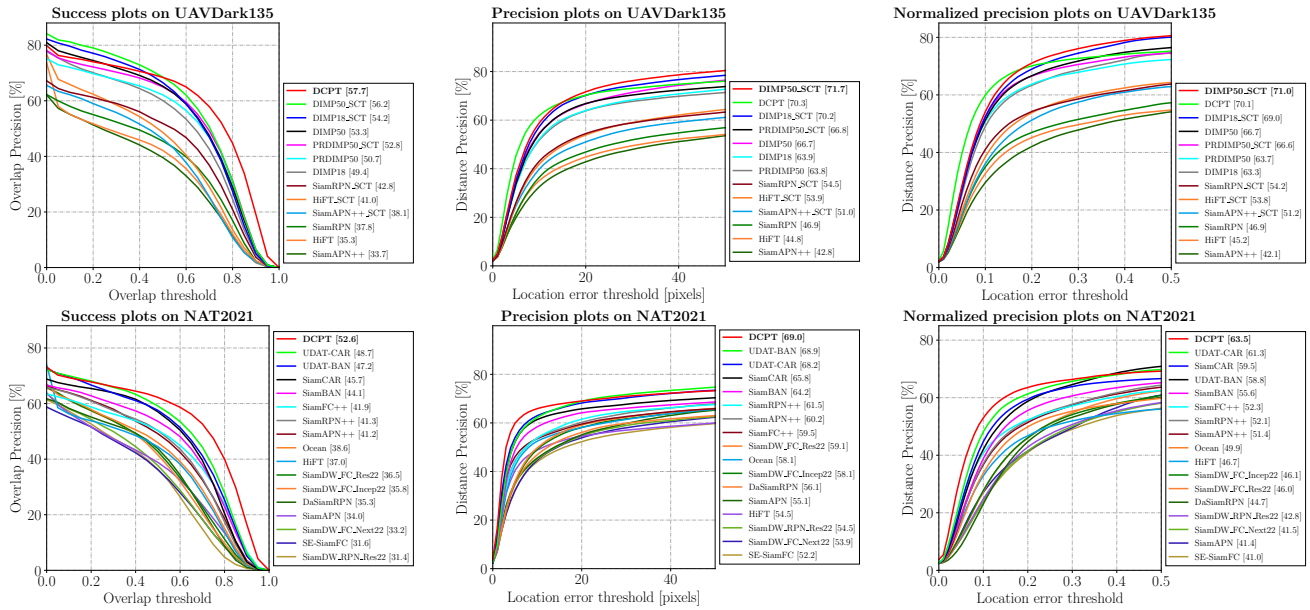 Success plots on UAVDark135
Overlap Precision [%]
80
60
40
20
0
0.0 0.2 0.4 0.6 0.8 1.0
Overlap threshold
DCPT [57.7]
DIMP50_SCT [56.2]
DIMP18_SCT [54.2]
DIMP50 [53.3]
PRDIMP50_SCT [52.8]
PRDIMP50 [50.7]
DIMP18 [49.4]
SiamRPN_SCT [42.8]
HiFT_SCT [41.0]
SiamAPN++_SCT [38.1]
SiamRPN [37.8]
HiFT [35.3]
SiamAPN++ [33.7]
Precision plots on UAVDark135
Distance Precision [%]
80
60
40
20
0
0 20 40
Location error threshold [pixels]
DIMP50_SCT [71.7]
DCPT [70.3]
DIMP18_SCT [70.2]
PRDIMP50_SCT [66.8]
DIMP50 [66.7]
DIMP18 [63.9]
PRDIMP50 [63.8]
SiamRPN_SCT [54.5]
HiFT_SCT [53.9]
SiamAPN++_SCT [51.0]
SiamRPN [46.9]
HiFT [44.8]
SiamAPN++ [42.8]
Normalized precision plots on UAVDark135
Distance Precision [%]
80
60
40
20
0
0.0 0.1 0.2 0.3 0.4 0.5
Location error threshold
DIMP50_SCT [71.0]
DCPT [70.1]
DIMP18_SCT [69.0]
DIMP50 [66.7]
PRDIMP50_SCT [66.6]
PRDIMP50 [63.7]
DIMP18 [63.3]
SiamRPN_SCT [54.2]
HiFT_SCT [53.8]
SiamAPN++_SCT [51.2]
SiamRPN [46.9]
HiFT [45.2]
SiamAPN++ [42.1]
Success plots on NAT2021
Overlap Precision [%]
80
60
40
20
0
0.0 0.2 0.4 0.6 0.8 1.0
Overlap threshold
DCPT [52.6]
UDAT-CAR [48.7]
UDAT-BAN [47.2]
SiamCAR [45.7]
SiamBAN [44.1]
SiamFC++ [41.9]
SiamRPN++ [41.3]
SiamAPN++ [41.2]
Ocean [38.6]
HiFT [37.0]
SiamDW_FC_Res22 [36.5]
SiamDW_FC_Incep22 [35.8]
DaSiamRPN [35.3]
SiamAPN [34.0]
SiamDW_FC_Next22 [33.2]
SE-SiamFC [31.6]
SiamDW_RPN_Res22 [31.4]
Precision plots on NAT2021
Distance Precision [%]
80
60
40
20
0
0 20 40
Location error threshold [pixels]
DCPT [69.0]
UDAT-BAN [68.9]
UDAT-CAR [68.2]
SiamCAR [65.8]
SiamBAN [64.2]
SiamRPN++ [61.5]
SiamAPN++ [60.2]
SiamFC++ [59.5]
SiamDW_FC_Res22 [59.1]
Ocean [58.1]
SiamDW_FC_Incep22 [58.1]
DaSiamRPN [56.1]
SiamAPN [55.1]
HiFT [54.5]
SiamDW_RPN_Res22 [54.5]
SiamDW_FC_Next22 [53.9]
SE-SiamFC [52.2]
Normalized precision plots on NAT2021
Distance Precision [%]
80
60
40
20
0
0.0 0.1 0.2 0.3 0.4 0.5
Location error threshold
DCPT [63.5]
UDAT-CAR [61.3]
SiamCAR [59.5]
UDAT-BAN [58.8]
SiamBAN [55.6]
SiamFC++ [52.3]
SiamRPN++ [52.1]
SiamAPN++ [51.4]
Ocean [49.9]
HiFT [46.7]
SiamDW_FC_Incep22 [46.1]
SiamDW_FC_Res22 [46.0]
DaSiamRPN [44.7]
SiamDW_RPN_Res22 [42.8]
SiamDW_FC_Next22 [41.5]
SiamAPN [41.4]
SE-SiamFC [41.0]